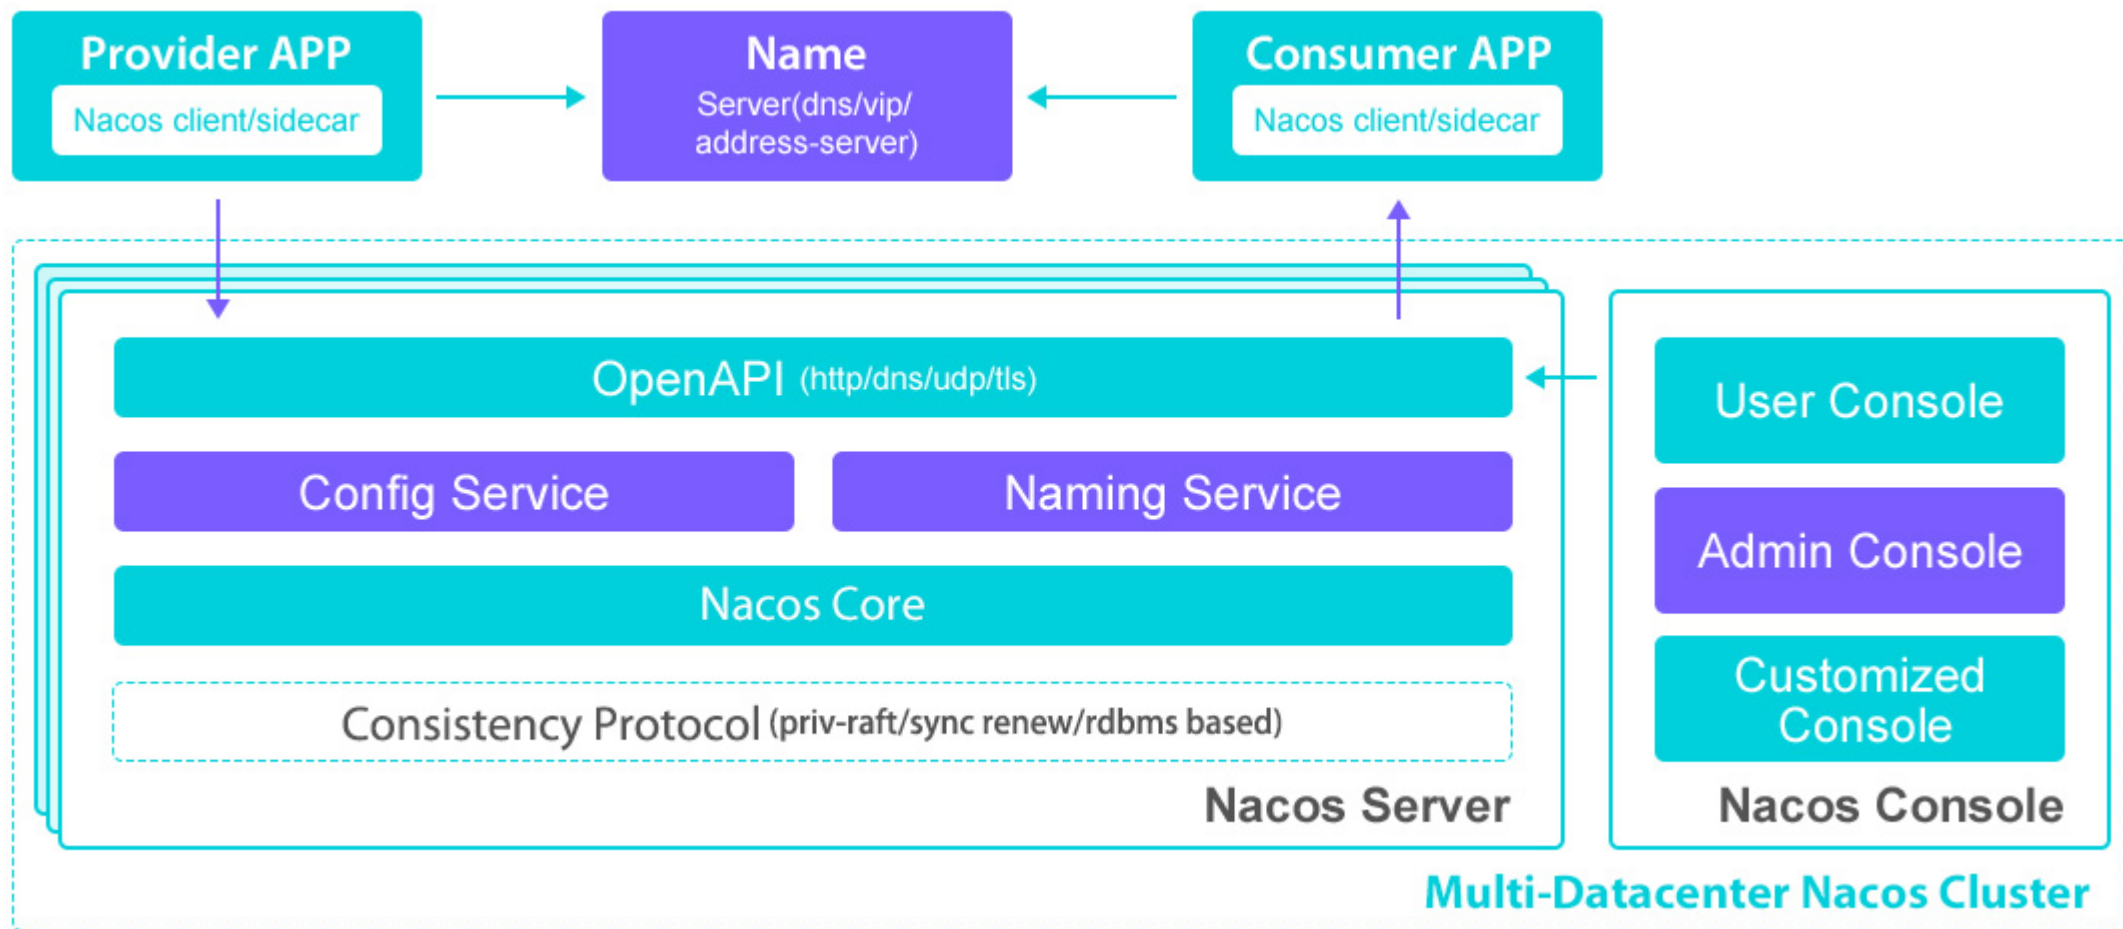 Provider APP
Nacos client/sidecar
Name
Server(dns/vip/
address-server)
Consumer APP
Nacos client/sidecar
OpenAPI (http/dns/udp/tls)
Config Service
Naming Service
Nacos Core
Consistency Protocol (priv-raft/sync renew/rdbms based)
Nacos Server
User Console
Admin Console
Customized
Console
Nacos Console
Multi-Datacenter Nacos Cluster